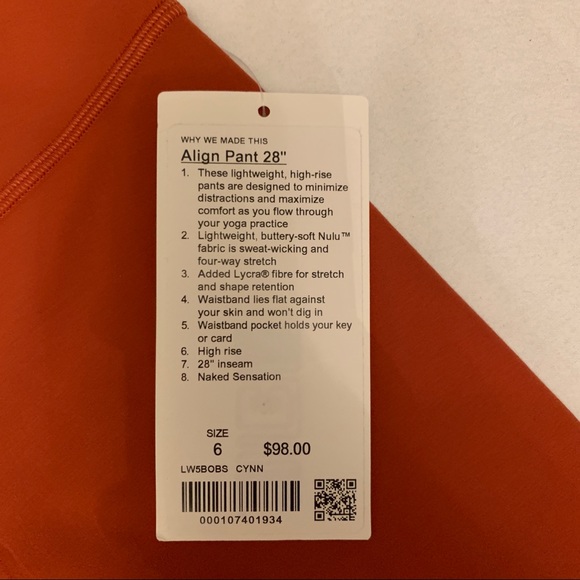 WHY WE MADE THIS
Align Pant 28"
1. These lightweight, high-rise
pants are designed to minimize
distractions and maximize
comfort as you flow through
your yoga practice
2. Lightweight, buttery-soft Nulu™
fabric is sweat-wicking and
four-way stretch
3. Added Lycra® fibre for stretch
and shape retention
4. Waistband lies flat against
your skin and won't dig in
5. Waistband pocket holds your key
or card
6. High rise
7. 28" inseam
8. Naked Sensation
SIZE
6 $98.00
LW5BOBS CYNN
000107401934